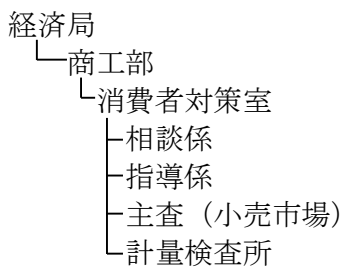 経済局
商工部
消費者対策室
相談係
指導係
主査（小売市場）
計量検査所